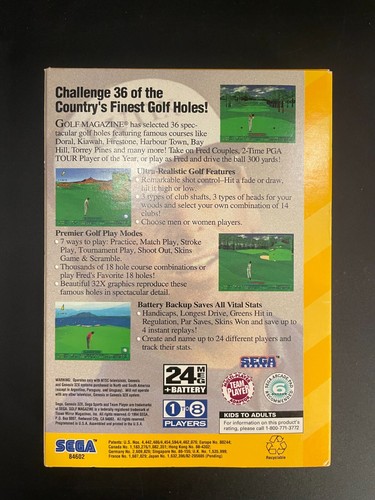 Challenge 36 of the
Country's Finest Golf Holes!
GOLF MAGAZINE® has selected 36 spec-
tacular golf holes featuring famous courses like
Doral, Kiawah, Firestone, Harbour Town, Bay
Hill, Torrey Pines and many more! Take on Fred Couples, 2-Time PGA
TOUR Player of the Year, or play as Fred and drive the ball 300 yards!
Ultra-Realistic Golf Features
• Remarkable shot control–Hit a fade or draw,
hit it high or low.
• 3 types of club shafts, 3 types of heads for your
woods and select your own combination of 14
clubs!
• Choose men or women players.
Premier Golf Play Modes
• 7 ways to play: Practice, Match Play, Stroke
Play, Tournament Play, Shoot Out, Skins
Game & Scramble.
• Thousands of 18 hole course combinations or
play Fred's Favorite 18 holes!
• Beautiful 32X graphics reproduce these
famous holes in spectacular detail.
Battery Backup Saves All Vital Stats
• Handicaps, Longest Drive, Greens Hit in
Regulation, Par Saves, Skins Won and save up to
4 instant replays!
• Create and name up to 24 different players and
track their stats.
24 MEG
+BATTERY
1-8
PLAYERS
SEGA
TEAM PLAYER
6
KIDS TO ADULTS
For information on this product's
rating, please call 1-800-771-3772
WARNING: Operates only with NTSC televisions
SEGA
84602